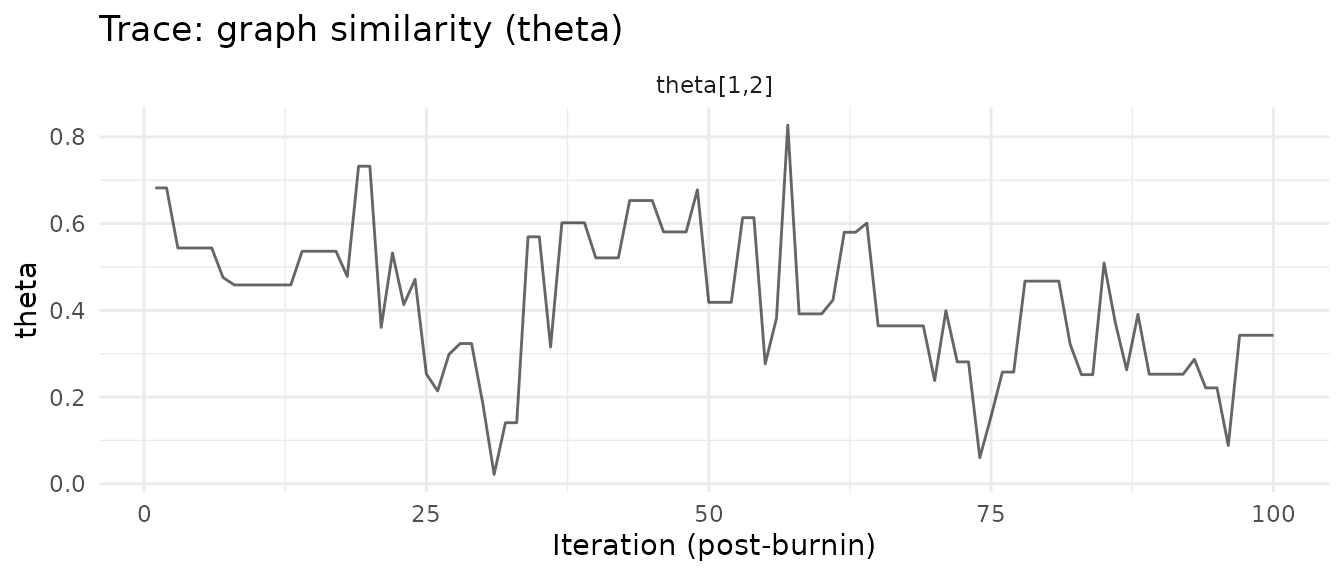 Trace: graph similarity (theta)
theta[1,2]
theta
0.8
0.6
0.4
0.2
0.0
0 25 50 75 100
Iteration (post-burnin)